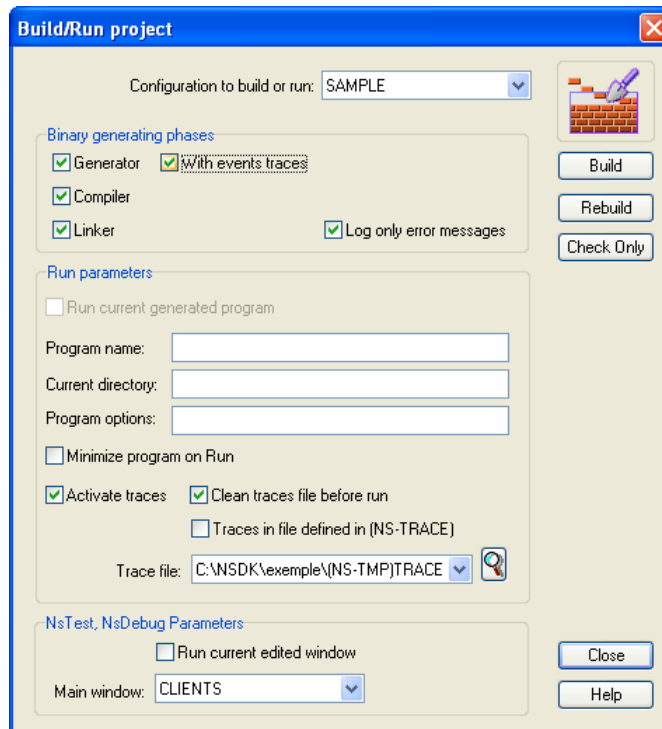 Build/Run project
Configuration to build or run: SAMPLE
Binary generating phases
Generator With events traces
Build
Compiler
Rebuild
Linker Log only error messages
Check Only
Run parameters
Run current generated program
Program name:
Current directory:
Program options:
Minimize program on Run
Activate traces Clean traces file before run
Traces in file defined in (NS-TRACE)
Trace file: C:\NSDK\exemple\(NS-TMP)TRACE
NsTest, NsDebug Parameters
Run current edited window
Close
Main window: CLIENTS
Help